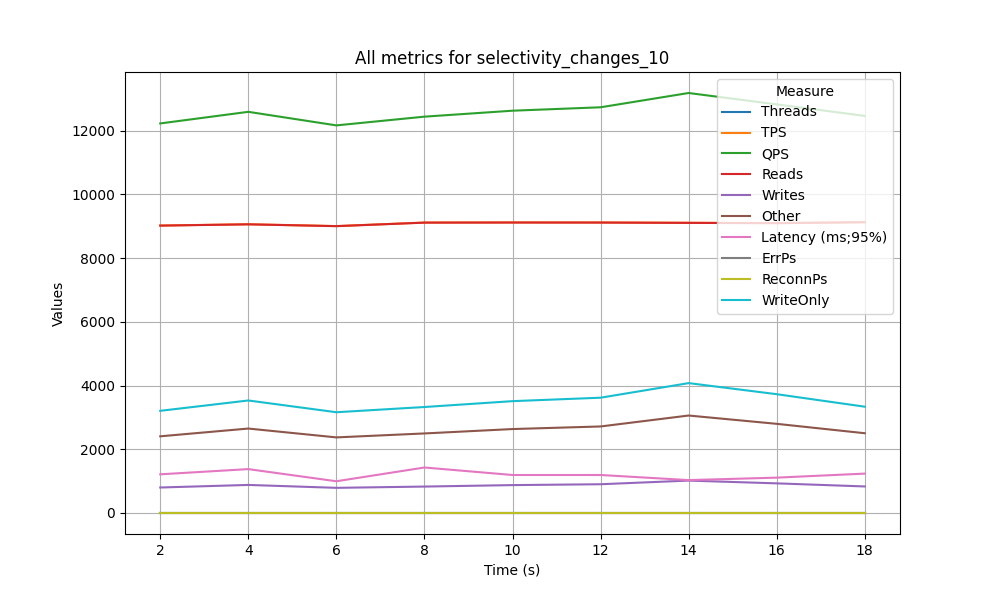 All metrics for selectivity_changes_10
Measure
Threads
TPS
QPS
Reads
Writes
Other
Latency (ms;95%)
ErrPs
ReconnPs
WriteOnly
Values
12000
10000
8000
6000
4000
2000
0
2 4 6 8 10 12 14 16 18
Time (s)